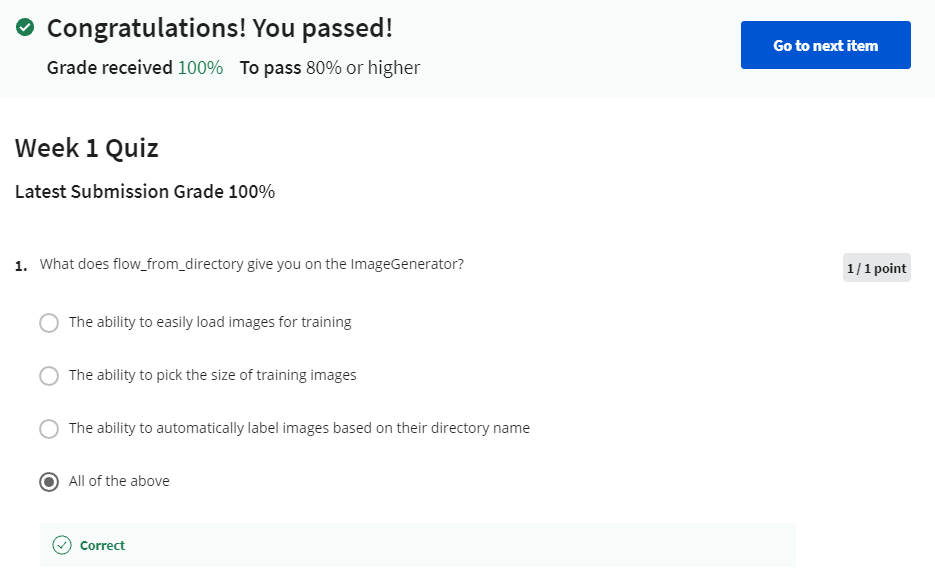 Congratulations! You passed!
Go to next item
Grade received 100% To pass 80% or higher
Week 1 Quiz
Latest Submission Grade 100%
1. What does flow_from_directory give you on the ImageGenerator?
1 / 1 point
The ability to easily load images for training
The ability to pick the size of training images
The ability to automatically label images based on their directory name
All of the above
Correct